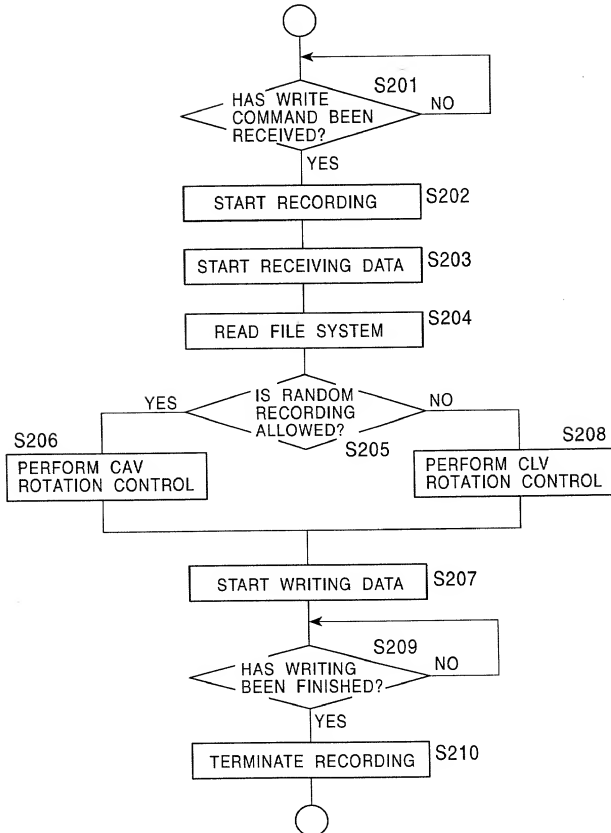 S201
HAS WRITE
COMMAND BEEN
RECEIVED?
NO
YES
START RECORDING
S202
START RECEIVING DATA
S203
READ FILE SYSTEM
S204
YES
IS RANDOM
RECORDING
ALLOWED?
NO
S205
S206
PERFORM CAV
ROTATION CONTROL
S208
PERFORM CLV
ROTATION CONTROL
START WRITING DATA
S207
S209
HAS WRITING
BEEN FINISHED?
NO
YES
TERMINATE RECORDING
S210